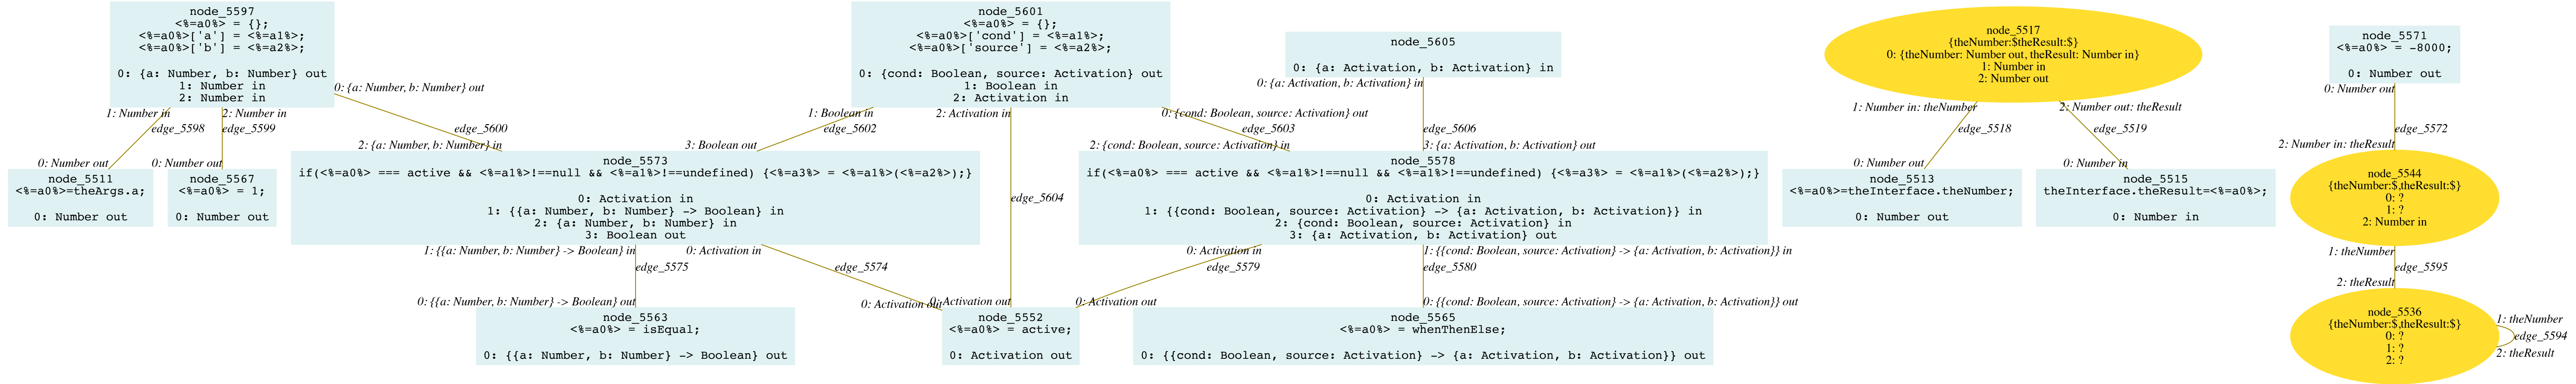 node_5597
<%=a0%> = {};
<%=a0%>['a'] = <%=a1%>;
<%=a0%>['b'] = <%=a2%>;
0: {a: Number, b: Number} out
1: Number in
2: Number in
node_5601
<%=a0%> = {};
<%=a0%>['cond'] = <%=a1%>;
<%=a0%>['source'] = <%=a2%>;
0: {cond: Boolean, source: Activation} out
1: Boolean in
2: Activation in
node_5605
0: {a: Activation, b: Activation} in
node_5517
{theNumber:$theResult:$}
0: {theNumber: Number out, theResult: Number in}
1: Number in
2: Number out
node_5571
<%=a0%> = -8000;
0: Number out
0: {a: Number, b: Number} out
1: Number in
2: Number in
edge_5598
edge_5599
edge_5600
0: Number out
0: Number out
2: {a: Number, b: Number} in
1: Boolean in
2: Activation in
0: {cond: Boolean, source: Activation} out
edge_5602
edge_5603
3: Boolean out
2: {cond: Boolean, source: Activation} in
0: {a: Activation, b: Activation} in
edge_5606
3: {a: Activation, b: Activation} out
1: Number in: theNumber
2: Number out: theResult
edge_5518
edge_5519
0: Number out
0: Number in
0: Number out
edge_5572
2: Number in: theResult
node_5511
<%=a0%>=theArgs.a;
0: Number out
node_5567
<%=a0%> = 1;
0: Number out
node_5573
if(<%=a0%> === active && <%=a1%>!==null && <%=a1%>!==undefined) {<%=a3%> = <%=a1%>(<%=a2%>);}
0: Activation in
1: {{a: Number, b: Number} -> Boolean} in
2: {a: Number, b: Number} in
3: Boolean out
edge_5604
node_5578
if(<%=a0%> === active && <%=a1%>!==null && <%=a1%>!==undefined) {<%=a3%> = <%=a1%>(<%=a2%>);}
0: Activation in
1: {{cond: Boolean, source: Activation} -> {a: Activation, b: Activation}} in
2: {cond: Boolean, source: Activation} in
3: {a: Activation, b: Activation} out
node_5513
<%=a0%>=theInterface.theNumber;
0: Number out
node_5515
theInterface.theResult=<%=a0%>;
0: Number in
node_5544
{theNumber:$,theResult:$}
0: ?
1: ?
2: Number in
1: {{a: Number, b: Number} -> Boolean} in
0: Activation in
edge_5575
edge_5574
0: {{a: Number, b: Number} -> Boolean} out
0: Activation out
0: Activation out
0: Activation out
0: Activation in
edge_5579
1: {{cond: Boolean, source: Activation} -> {a: Activation, b: Activation}} in
edge_5580
0: {{cond: Boolean, source: Activation} -> {a: Activation, b: Activation}} out
1: theNumber
edge_5595
2: theResult
node_5563
<%=a0%> = isEqual;
0: {{a: Number, b: Number} -> Boolean} out
node_5552
<%=a0%> = active;
0: Activation out
node_5565
<%=a0%> = whenThenElse;
0: {{cond: Boolean, source: Activation} -> {a: Activation, b: Activation}} out
node_5536
{theNumber:$,theResult:$}
0: ?
1: ?
2: ?
1: theNumber
edge_5594
2: theResult